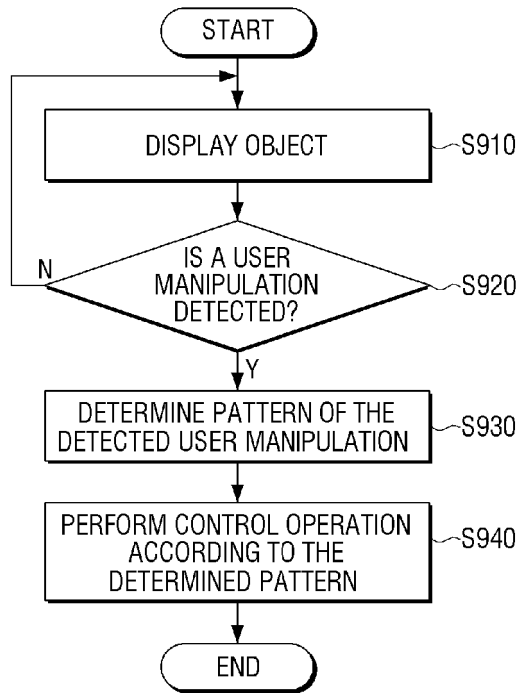 START
DISPLAY OBJECT
S910
IS A USER
MANIPULATION
DETECTED?
N
S920
Y
DETERMINE PATTERN OF THE
DETECTED USER MANIPULATION
S930
PERFORM CONTROL OPERATION
ACCORDING TO THE
DETERMINED PATTERN
S940
END